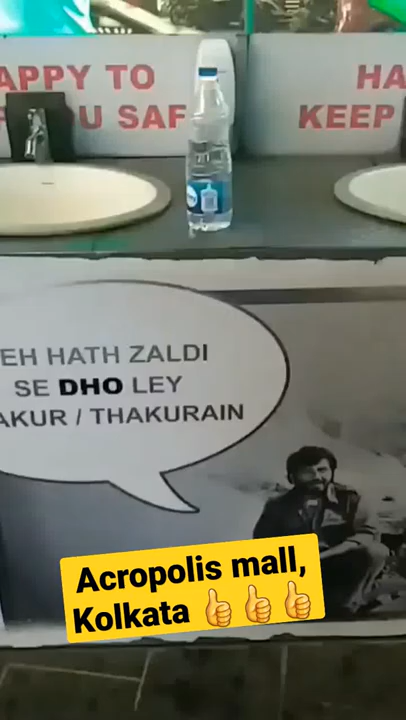 APPY TO
U SAF
HA
KEEP
EH HATH ZALDI
SE DHO LEY
AKUR / THAKURAIN
Acropolis mall,
Kolkata 👍👍👍